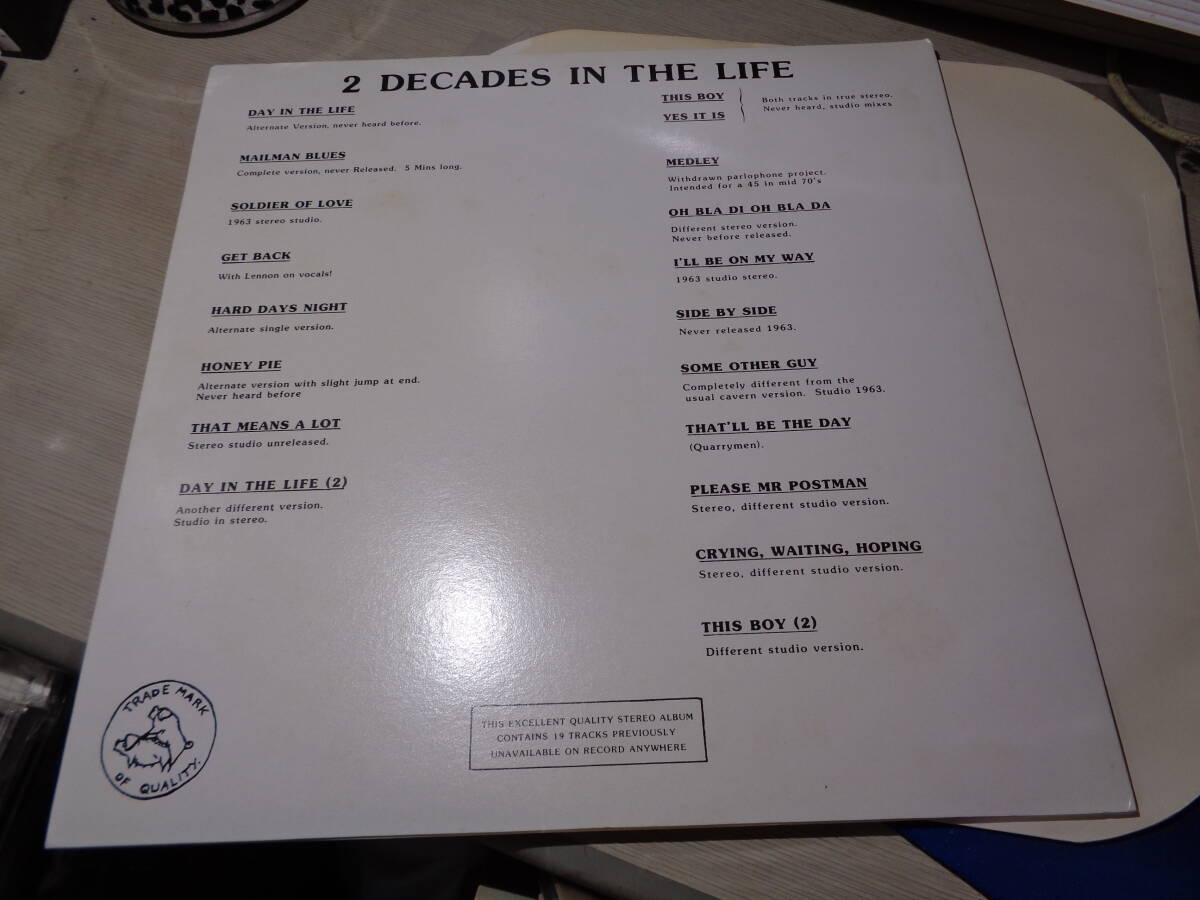 2 DECADES IN THE LIFE
DAY IN THE LIFE
Alternate Version, never heard before.
MAILMAN BLUES
Complete version, never Released. 5 Mins long.
SOLDIER OF LOVE
1963 stereo studio.
GET BACK
With Lennon on vocals!
HARD DAYS NIGHT
Alternate single version.
HONEY PIE
Alternate version with slight jump at end.
Never heard before
THAT MEANS A LOT
Stereo studio unreleased.
DAY IN THE LIFE (2)
Another different version.
Studio in stereo.
THIS BOY
YES IT IS
Both tracks in true stereo.
Never heard, studio mixes
MEDLEY
Withdrawn parlophone project.
Intended for a 45 in mid 70's
OH BLA DI OH BLA DA
Different stereo version.
Never before released.
I'LL BE ON MY WAY
1963 studio stereo.
SIDE BY SIDE
Never released 1963.
SOME OTHER GUY
Completely different from the
usual cavern version. Studio 1963.
THAT'LL BE THE DAY
(Quarrymen).
PLEASE MR POSTMAN
Stereo, different studio version.
CRYING, WAITING, HOPING
Stereo, different studio version.
THIS BOY (2)
Different studio version.
TRADE MARK
OF QUALITY.
THIS EXCELLENT QUALITY STEREO ALBUM
CONTAINS 19 TRACKS PREVIOUSLY
UNAVAILABLE ON RECORD ANYWHERE